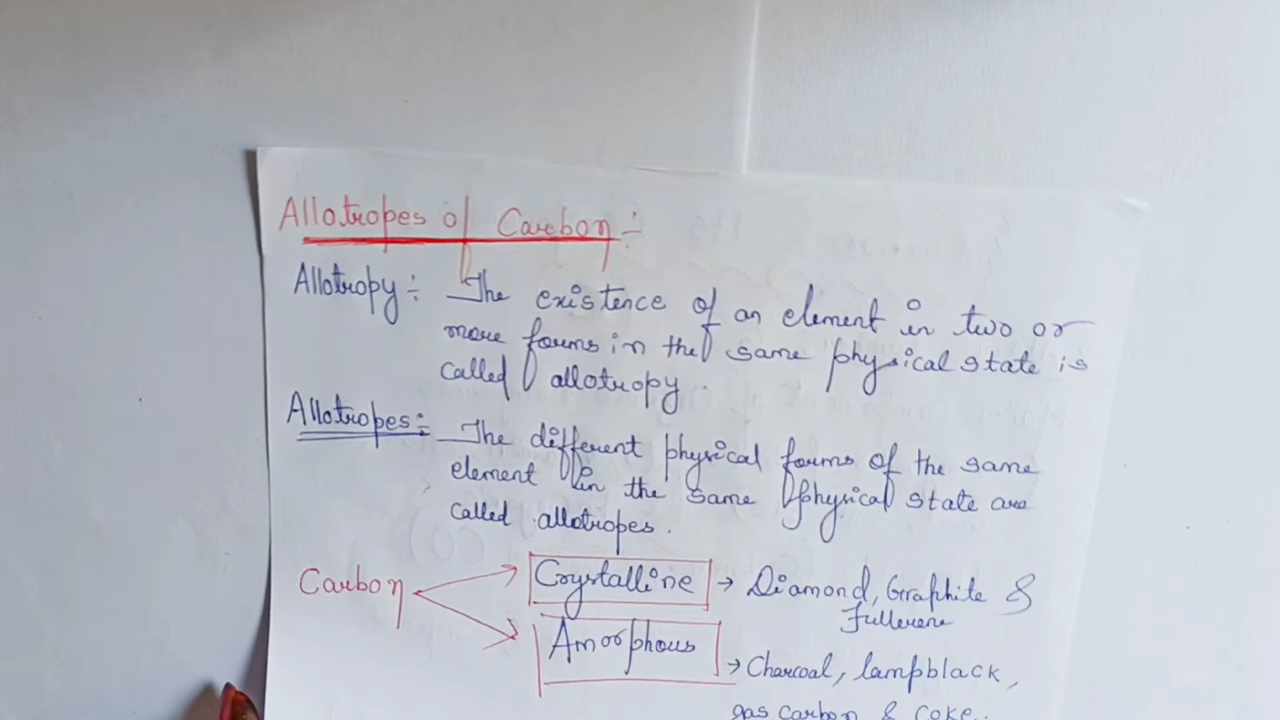 Allotropes of Carbon ÷
Allotropy ÷ The existence of an element in two or
more forms in the same physical state is
called allotropy.
Allotropes ÷ The different physical forms of the same
element in the same physical state are
called allotropes.
Carbon
Crystalline → Diamond, Graphite &
Fullerene
Amorphous
→ Charcoal, lampblack,
gas carbon & coke..